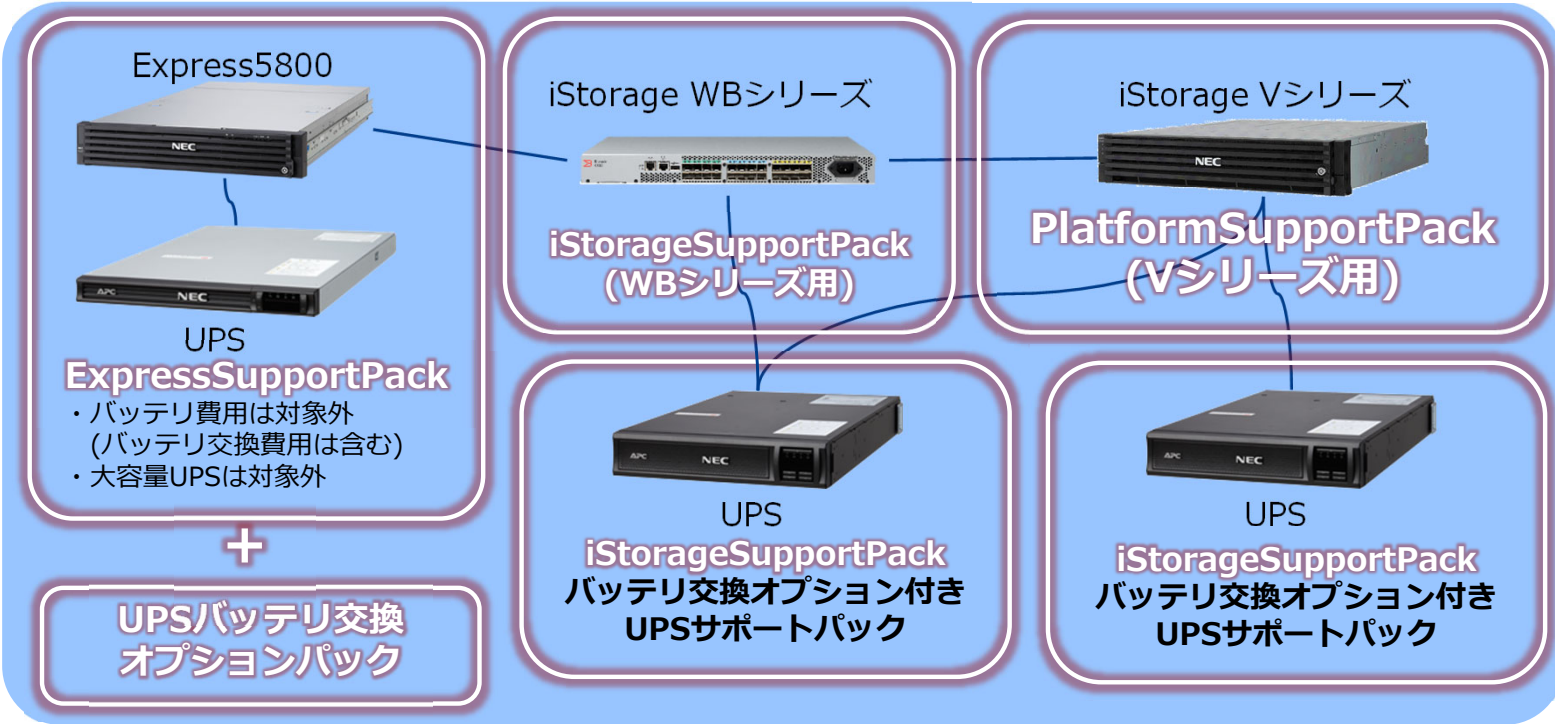 Express5800
NEC
APC NEC
UPS
ExpressSupportPack
・バッテリ費用は対象外
(バッテリ交換費用は含む)
・大容量UPSは対象外
+
UPSバッテリ交換
オプションパック
iStorage WBシリーズ
iStorageSupportPack
(WBシリーズ用)
iStorage Vシリーズ
NEC
PlatformSupportPack
(Vシリーズ用)
APC NEC
UPS
iStorageSupportPack
バッテリ交換オプション付き
UPSサポートパック
APC NEC
UPS
iStorageSupportPack
バッテリ交換オプション付き
UPSサポートパック